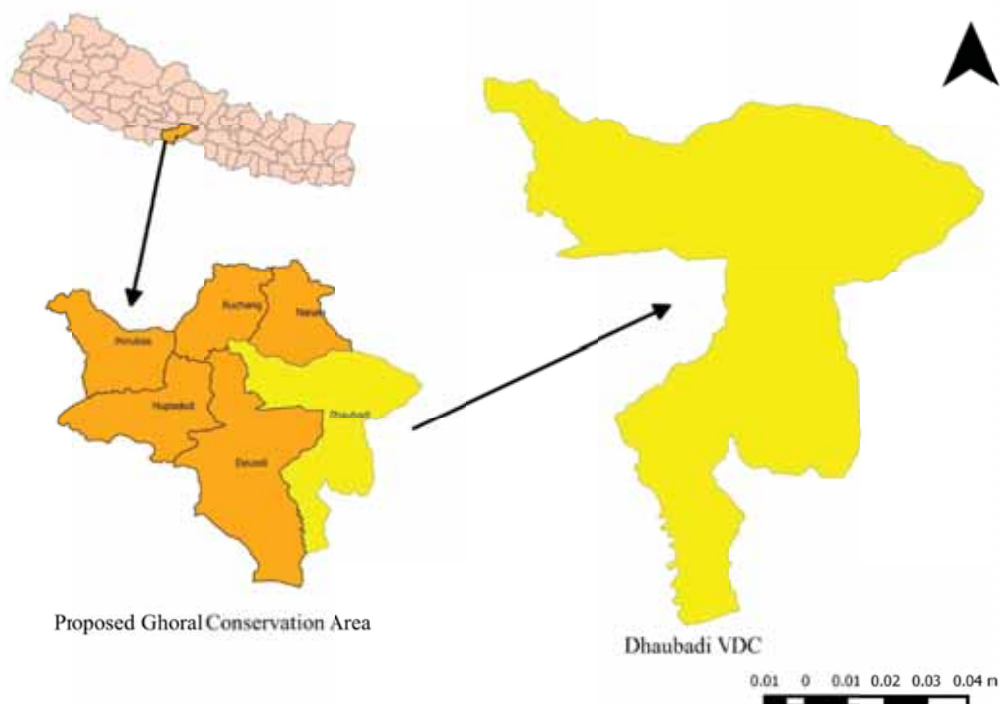 Ruchang
Naram
Dhaubadi
Proposed Ghoral Conservation Area
Dhaubadi VDC
0.01 0 0.01 0.02 0.03 0.04